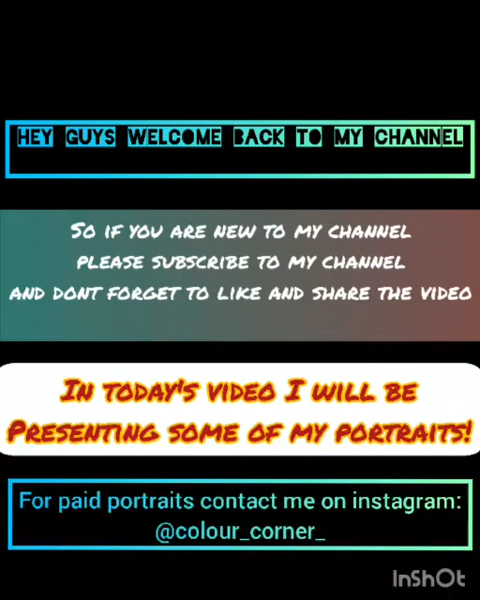 HEY GUYS WELCOME BACK TO MY CHANNEL
SO IF YOU ARE NEW TO MY CHANNEL
PLEASE SUBSCRIBE TO MY CHANNEL
AND DONT FORGET TO LIKE AND SHARE THE VIDEO
IN TODAY'S VIDEO I WILL BE
PRESENTING SOME OF MY PORTRAITS!
For paid portraits contact me on instagram:
@colour_corner_
InShOt